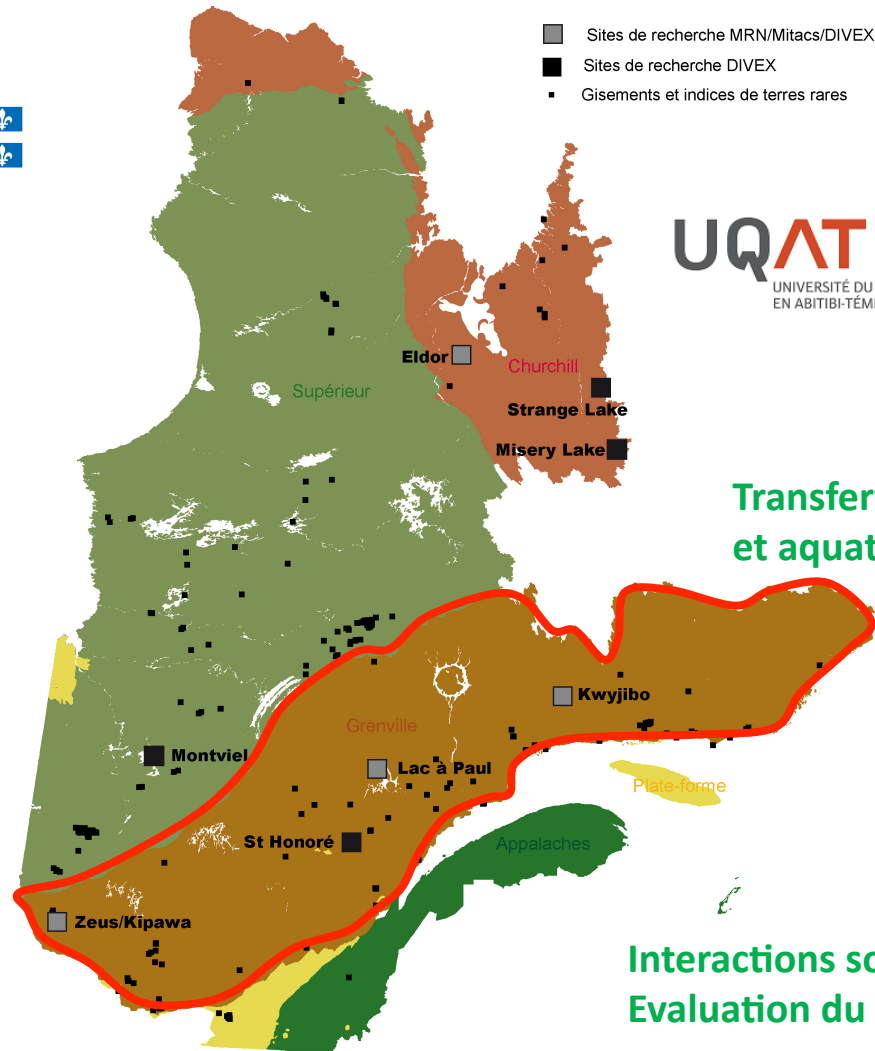 Sites de recherche MRN/Mitacs/DIVEX
Sites de recherche DIVEX
Gisements et indices de terres rares
UQAT
UNIVERSITÉ DU
EN ABITIBI-TÉM
Eldor
Churchill
Supérieur
Strange Lake
Misery Lake
Transfer
et aquat
Kwyjibo
Grenville
Montviel
Lac à Paul
Plate-forme
St Honoré
Appalaches
Zeus/Kipawa
Interactions so
Evaluation du